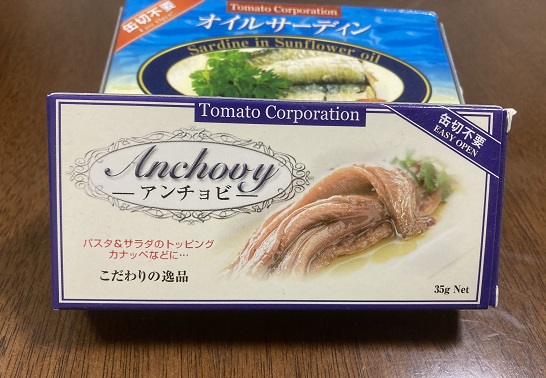 缶切不要
EASY OPEN
Tomato Corporation
オイルサーディン
Sardine in Sunflower oil
Tomato Corporation
缶切不要
EASY OPEN
Anchovy
アンチョビ
パスタ&サラダのトッピング
カナッペなどに…
こだわりの逸品
35g Net